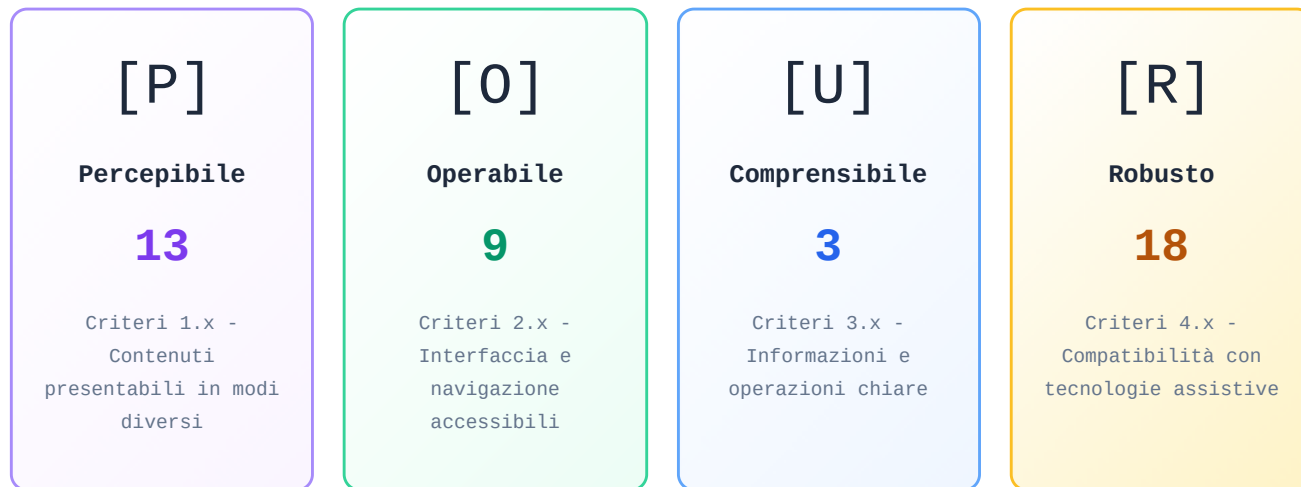 [P]
Percepibile
13
Criteri 1.x -
Contenuti
presentabili in modi
diversi
[O]
Operabile
9
Criteri 2.x -
Interfaccia e
navigazione
accessibili
[U]
Comprensibile
3
Criteri 3.x -
Informazioni e
operazioni chiare
[R]
Robusto
18
Criteri 4.x -
Compatibilità con
tecnologie assistive